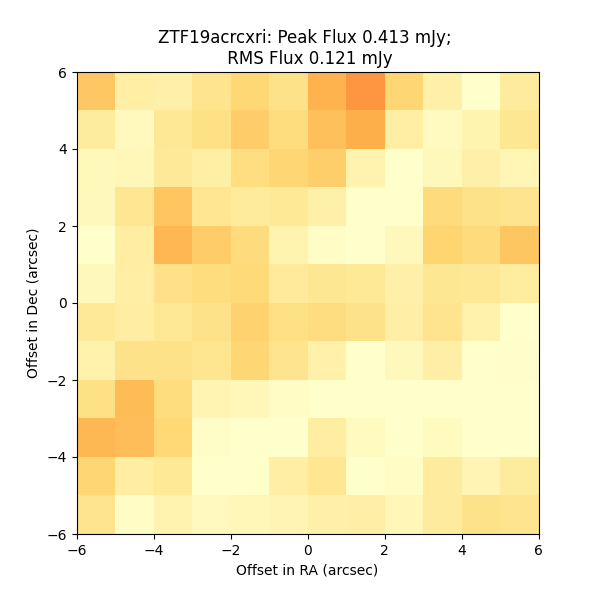 ZTF19acrcxri: Peak Flux 0.413 mJy;
RMS Flux 0.121 mJy
6
4
2
0
−2
−4
−6
Offset in Dec (arcsec)
−6 −4 −2 0 2 4 6
Offset in RA (arcsec)